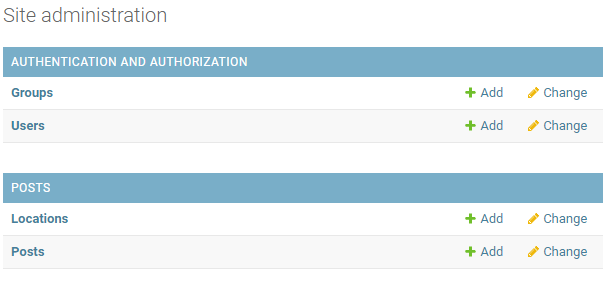 Site administration
AUTHENTICATION AND AUTHORIZATION
Groups Add Change
Users Add Change
POSTS
Locations Add Change
Posts Add Change